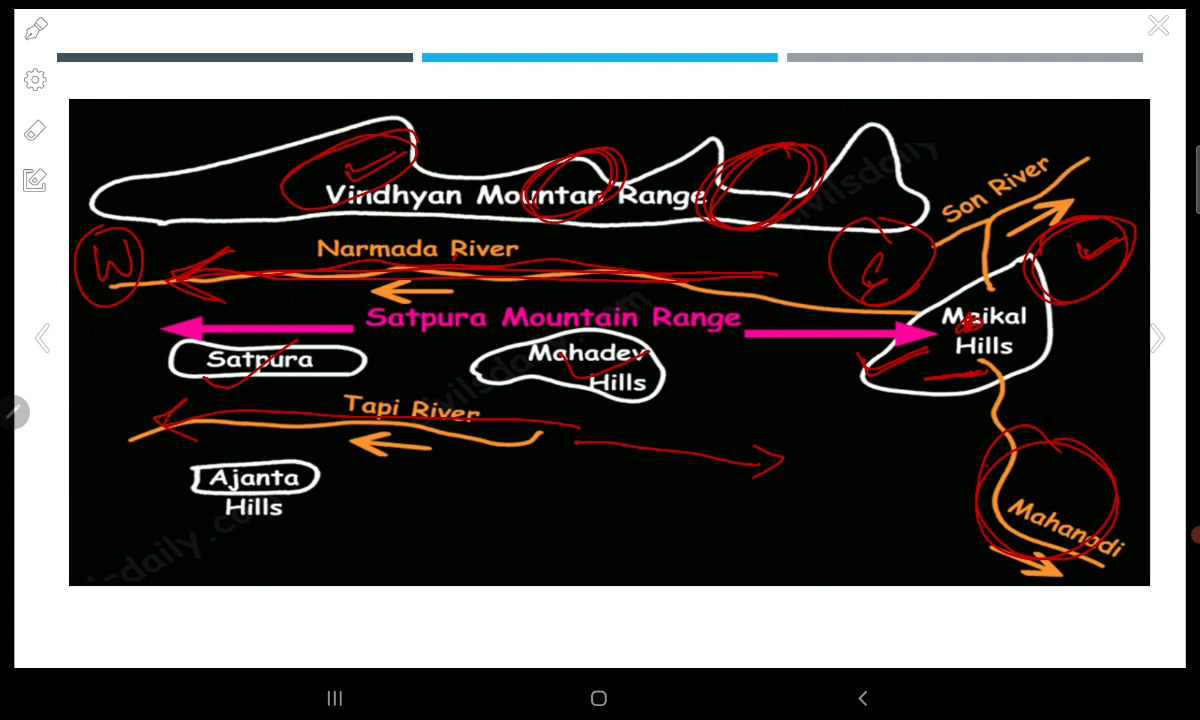 Vindhyan Mountan Range
Son River
Narmada River
W
Satpura Mountain Range
Maikal
Hills
Satpura
Mahadev
Hills
Tapi River
Ajanta
Hills
Mahanadi